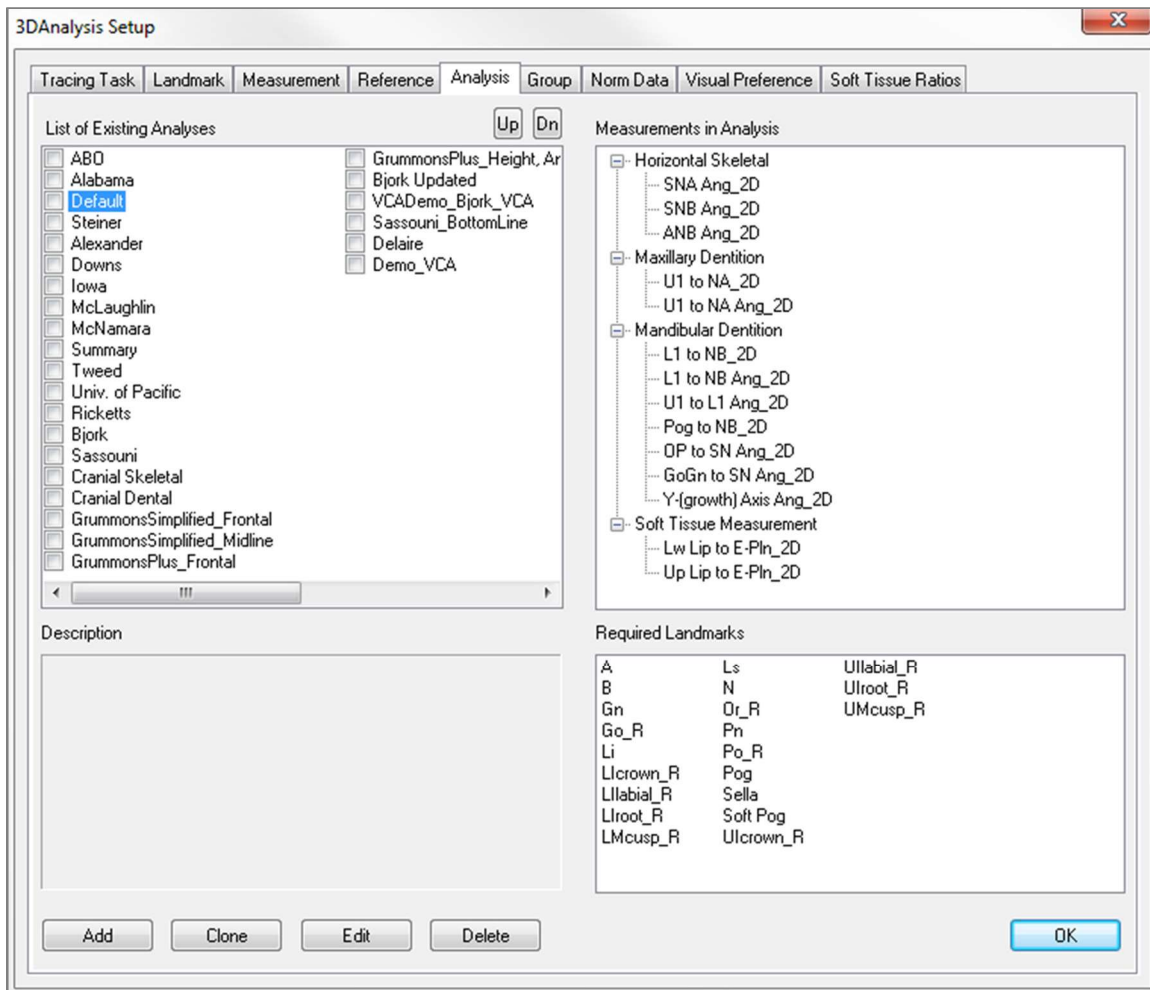 3DAnalysis Setup
Tracing Task Landmark Measurement Reference Analysis Group Norm Data Visual Preference Soft Tissue Ratios
List of Existing Analyses
Up Dn
ABO
Alabama
Default
Steiner
Alexander
Downs
Iowa
McLaughlin
McNamara
Summary
Tweed
Univ. of Pacific
Ricketts
Bjork
Sassouni
Cranial Skeletal
Cranial Dental
GrummonsSimplified_Frontal
GrummonsSimplified_Midline
GrummonsPlus_Frontal
GrummonsPlus_Height, Ar
Bjork Updated
VCADemo_Bjork_VCA
Sassouni_BottomLine
Delaire
Demo_VCA
Measurements in Analysis
Horizontal Skeletal
SNA Ang_2D
SNB Ang_2D
ANB Ang_2D
Maxillary Dentition
U1 to NA_2D
U1 to NA Ang_2D
Mandibular Dentition
L1 to NB_2D
L1 to NB Ang_2D
U1 to L1 Ang_2D
Pog to NB_2D
OP to SN Ang_2D
GoGn to SN Ang_2D
Y-(growth) Axis Ang_2D
Soft Tissue Measurement
Lw Lip to E-Pln_2D
Up Lip to E-Pln_2D
Description
Required Landmarks
A
B
Gn
Go_R
Li
LIcrown_R
LIlabial_R
LIroot_R
LMcusp_R
Ls
N
Or_R
Pn
Po_R
Pog
Sella
Soft Pog
UIcrown_R
UIlabial_R
UIroot_R
UMcusp_R
Add Clone Edit Delete OK